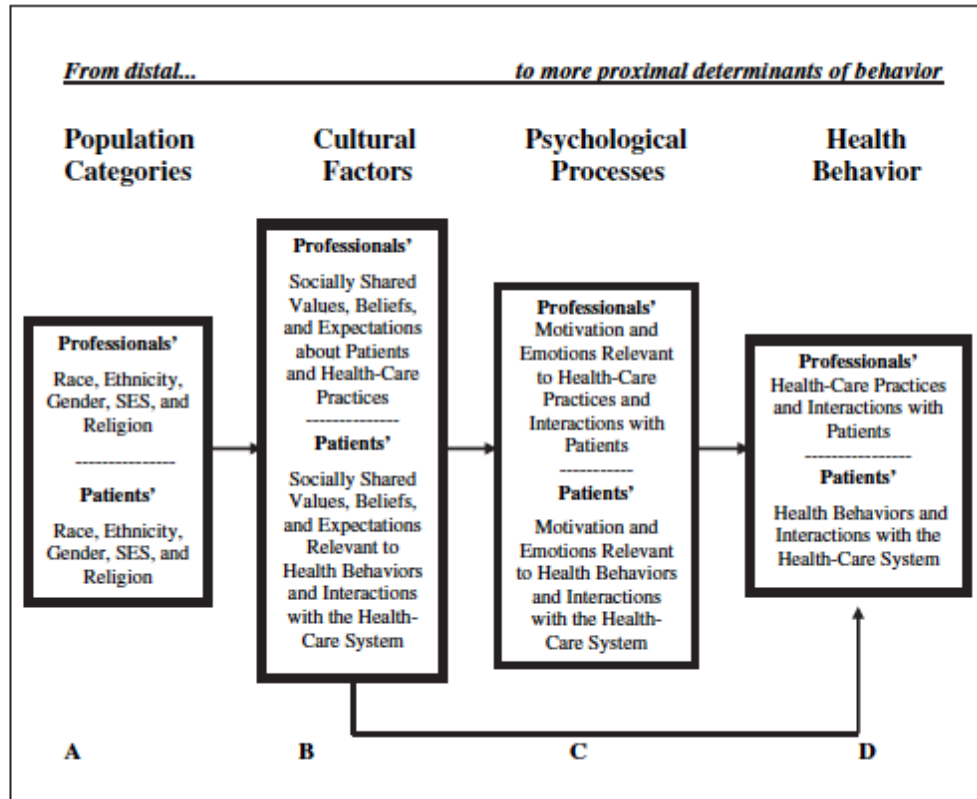 From distal... to more proximal determinants of behavior
Population
Categories
Cultural
Factors
Psychological
Processes
Health
Behavior
Professionals’
Race, Ethnicity,
Gender, SES, and
Religion
---------------
Patients’
Race, Ethnicity,
Gender, SES, and
Religion
Professionals’
Socially Shared
Values, Beliefs,
and Expectations
about Patients
and Health-Care
Practices
--------------
Patients’
Socially Shared
Values, Beliefs,
and Expectations
Relevant to
Health Behaviors
and Interactions
with the Health-
Care System
Professionals’
Motivation and
Emotions Relevant
to Health-Care
Practices and
Interactions with
Patients
-----------
Patients’
Motivation and
Emotions Relevant
to Health Behaviors
and Interactions
with the Health-
Care System
Professionals’
Health-Care Practices
and Interactions with
Patients
----------------
Patients’
Health Behaviors and
Interactions with the
Health-Care System
A B C D